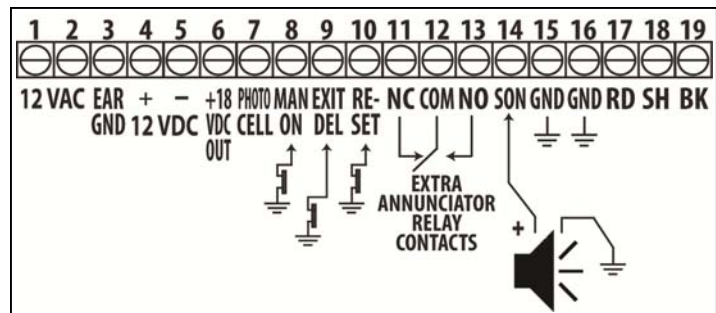 1 2 3 4 5 6 7 8 9 10 11 12 13 14 15 16 17 18 19
12 VAC EAR GND + 12 VDC − +18 VDC OUT PHOTO CELL MAN ON EXIT DEL RE-SET NC COM NO SON GND GND RD SH BK
EXTRA
ANNUNCIATOR
RELAY
CONTACTS
+